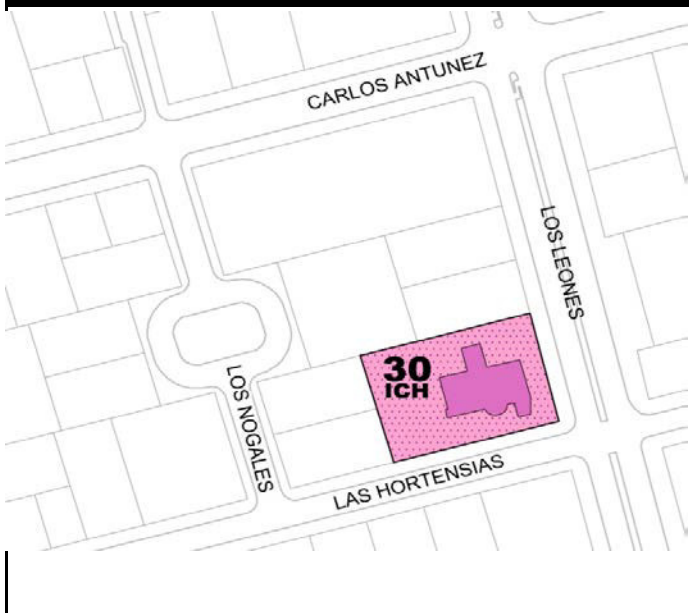 CARLOS ANTUNEZ
LOS LEONES
30
ICH
LOS NOGALES
LAS HORTENSIAS